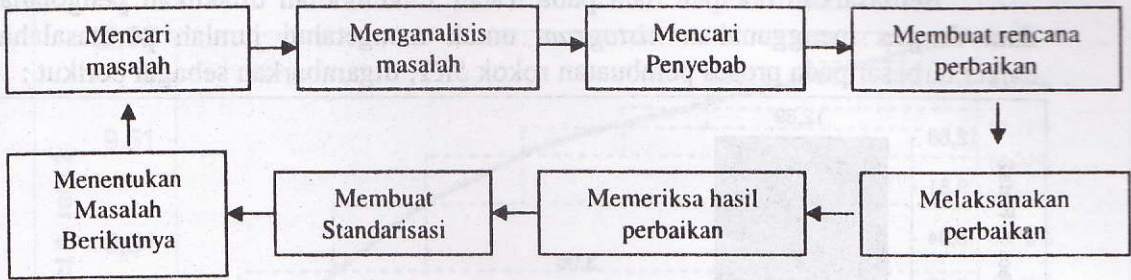 Mencari
masalah
Menganalisis
masalah
Mencari
Penyebab
Membuat rencana
perbaikan
Menentukan
Masalah
Berikutnya
Membuat
Standarisasi
Memeriksa hasil
perbaikan
Melaksanakan
perbaikan